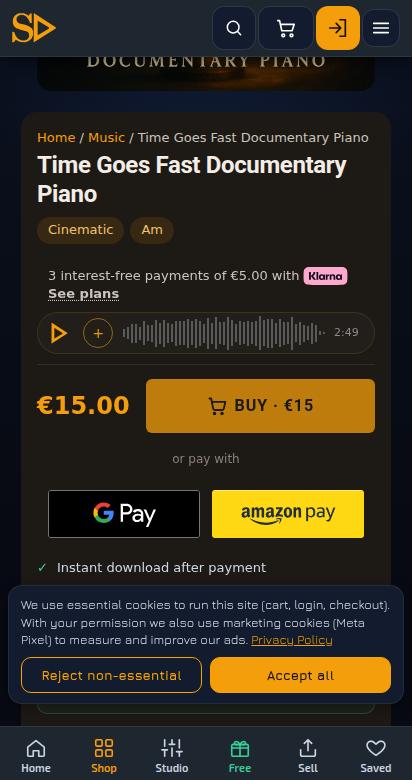 SD
DOCUMENTARY PIANO
Home / Music / Time Goes Fast Documentary Piano
Time Goes Fast Documentary
Piano
Cinematic
Am
3 interest-free payments of €5.00 with Klarna
See plans
2:49
€15.00
BUY · €15
or pay with
G Pay
amazon pay
✓ Instant download after payment
We use essential cookies to run this site (cart, login, checkout).
With your permission we also use marketing cookies (Meta
Pixel) to measure and improve our ads. Privacy Policy
Reject non-essential
Accept all
Home
Shop
Studio
Free
Sell
Saved